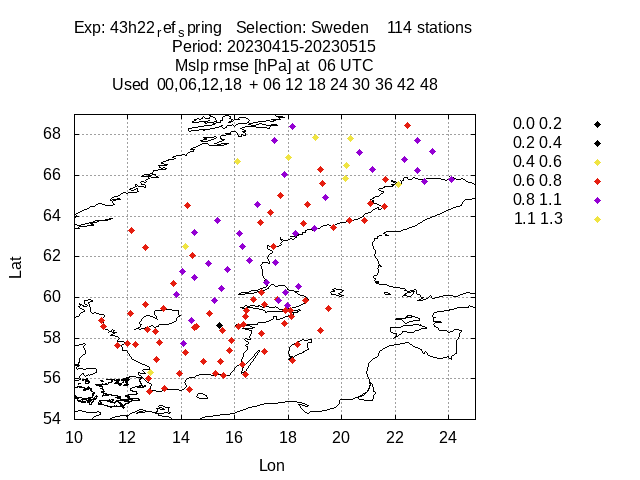 Exp: 43h22refspring Selection: Sweden 114 stations
Period: 20230415-20230515
Mslp rmse [hPa] at 06 UTC
Used 00,06,12,18 + 06 12 18 24 30 36 42 48
68
66
64
62
60
58
56
54
10 12 14 16 18 20 22 24
Lat
Lon
0.0 0.2
0.2 0.4
0.4 0.6
0.6 0.8
0.8 1.1
1.1 1.3